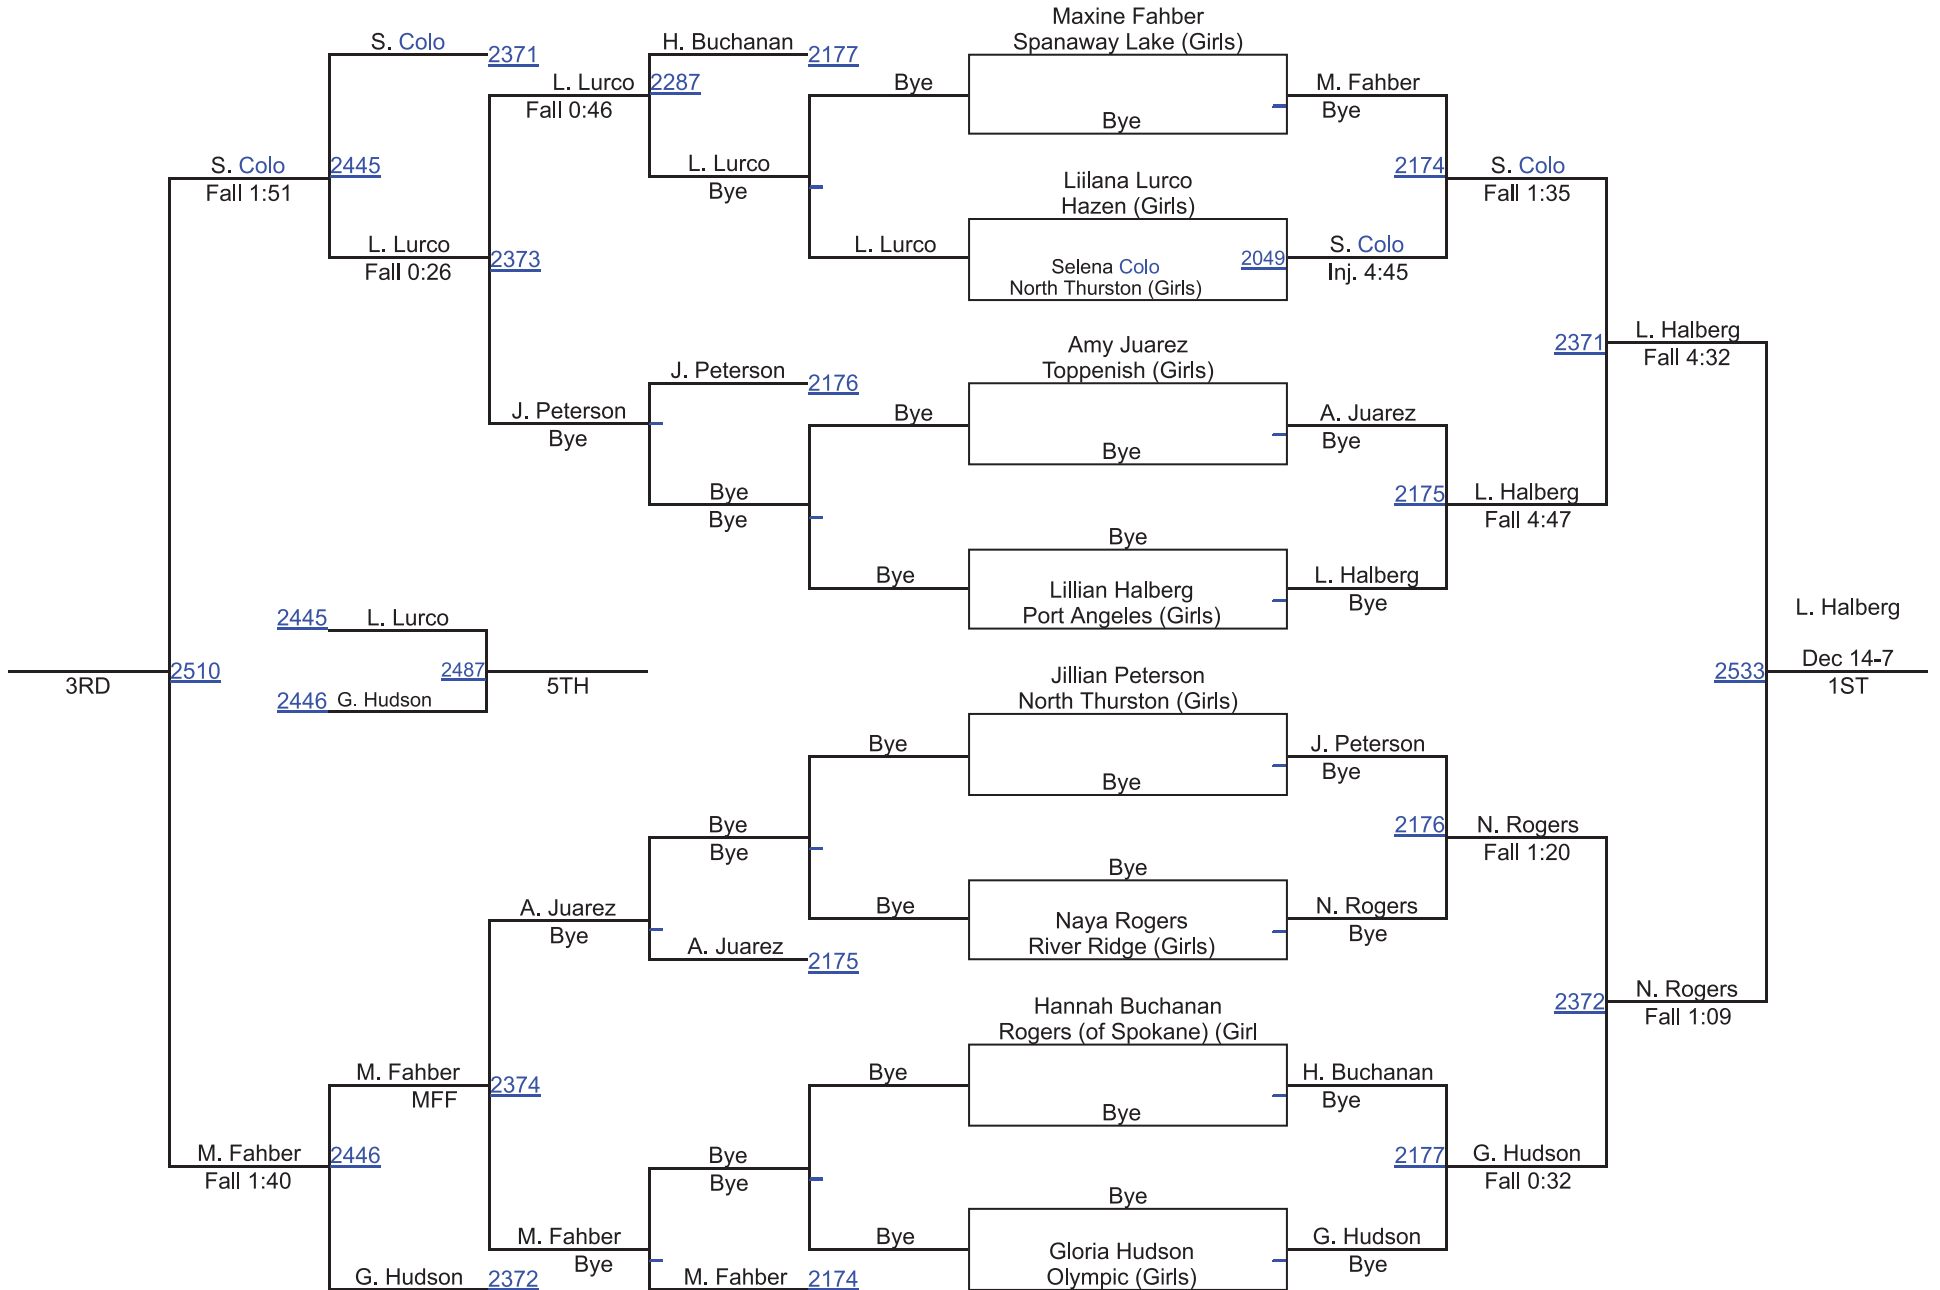 Maxine Fahber
S. Colo 2371 H. Buchanan 2177 Spanaway Lake (Girls)
L. Lurco 2287 Bye M. Fahber
Fall 0:46 Bye Bye
S. Colo 2445 L. Lurco 2174 S. Colo
Fall 1:51 Bye Liilana Lurco Fall 1:35
Hazen (Girls)
L. Lurco 2373 L. Lurco Selena Colo 2049 S. Colo
Fall 0:26 North Thurston (Girls) Inj. 4:45
Amy Juarez 2371 L. Halberg
J. Peterson 2176 Toppenish (Girls) Fall 4:32
J. Peterson Bye A. Juarez
Bye Bye Bye
Bye 2175 L. Halberg
Bye Bye Fall 4:47
Bye Lillian Halberg L. Halberg
2445 L. Lurco Port Angeles (Girls) Bye L. Halberg
2510 2487 2533 Dec 14-7
3RD 5TH Jillian Peterson 1ST
2446 G. Hudson North Thurston (Girls)
Bye J. Peterson
Bye Bye
Bye 2176 N. Rogers
Bye Bye Fall 1:20
A. Juarez Bye Naya Rogers N. Rogers
Bye River Ridge (Girls) Bye
A. Juarez 2175
Hannah Buchanan 2372 N. Rogers
Rogers (of Spokane) (Girl Fall 1:09
M. Fahber 2374 Bye H. Buchanan
MFF Bye Bye
M. Fahber 2446 Bye 2177 G. Hudson
Fall 1:40 Bye Bye Fall 0:32
M. Fahber Bye Gloria Hudson G. Hudson
Bye Olympic (Girls) Bye
G. Hudson 2372 M. Fahber 2174